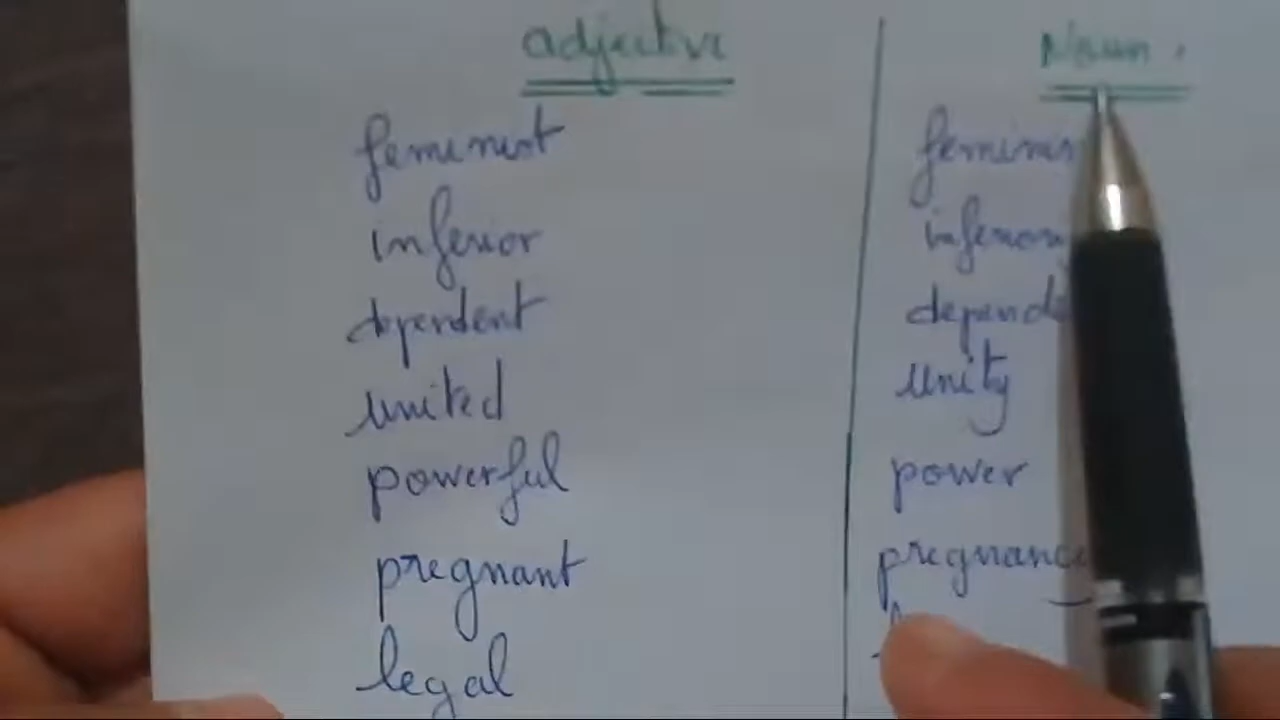 adjective Noun.
feminist
inferior
dependent
united unity
powerful power
pregnant
legal